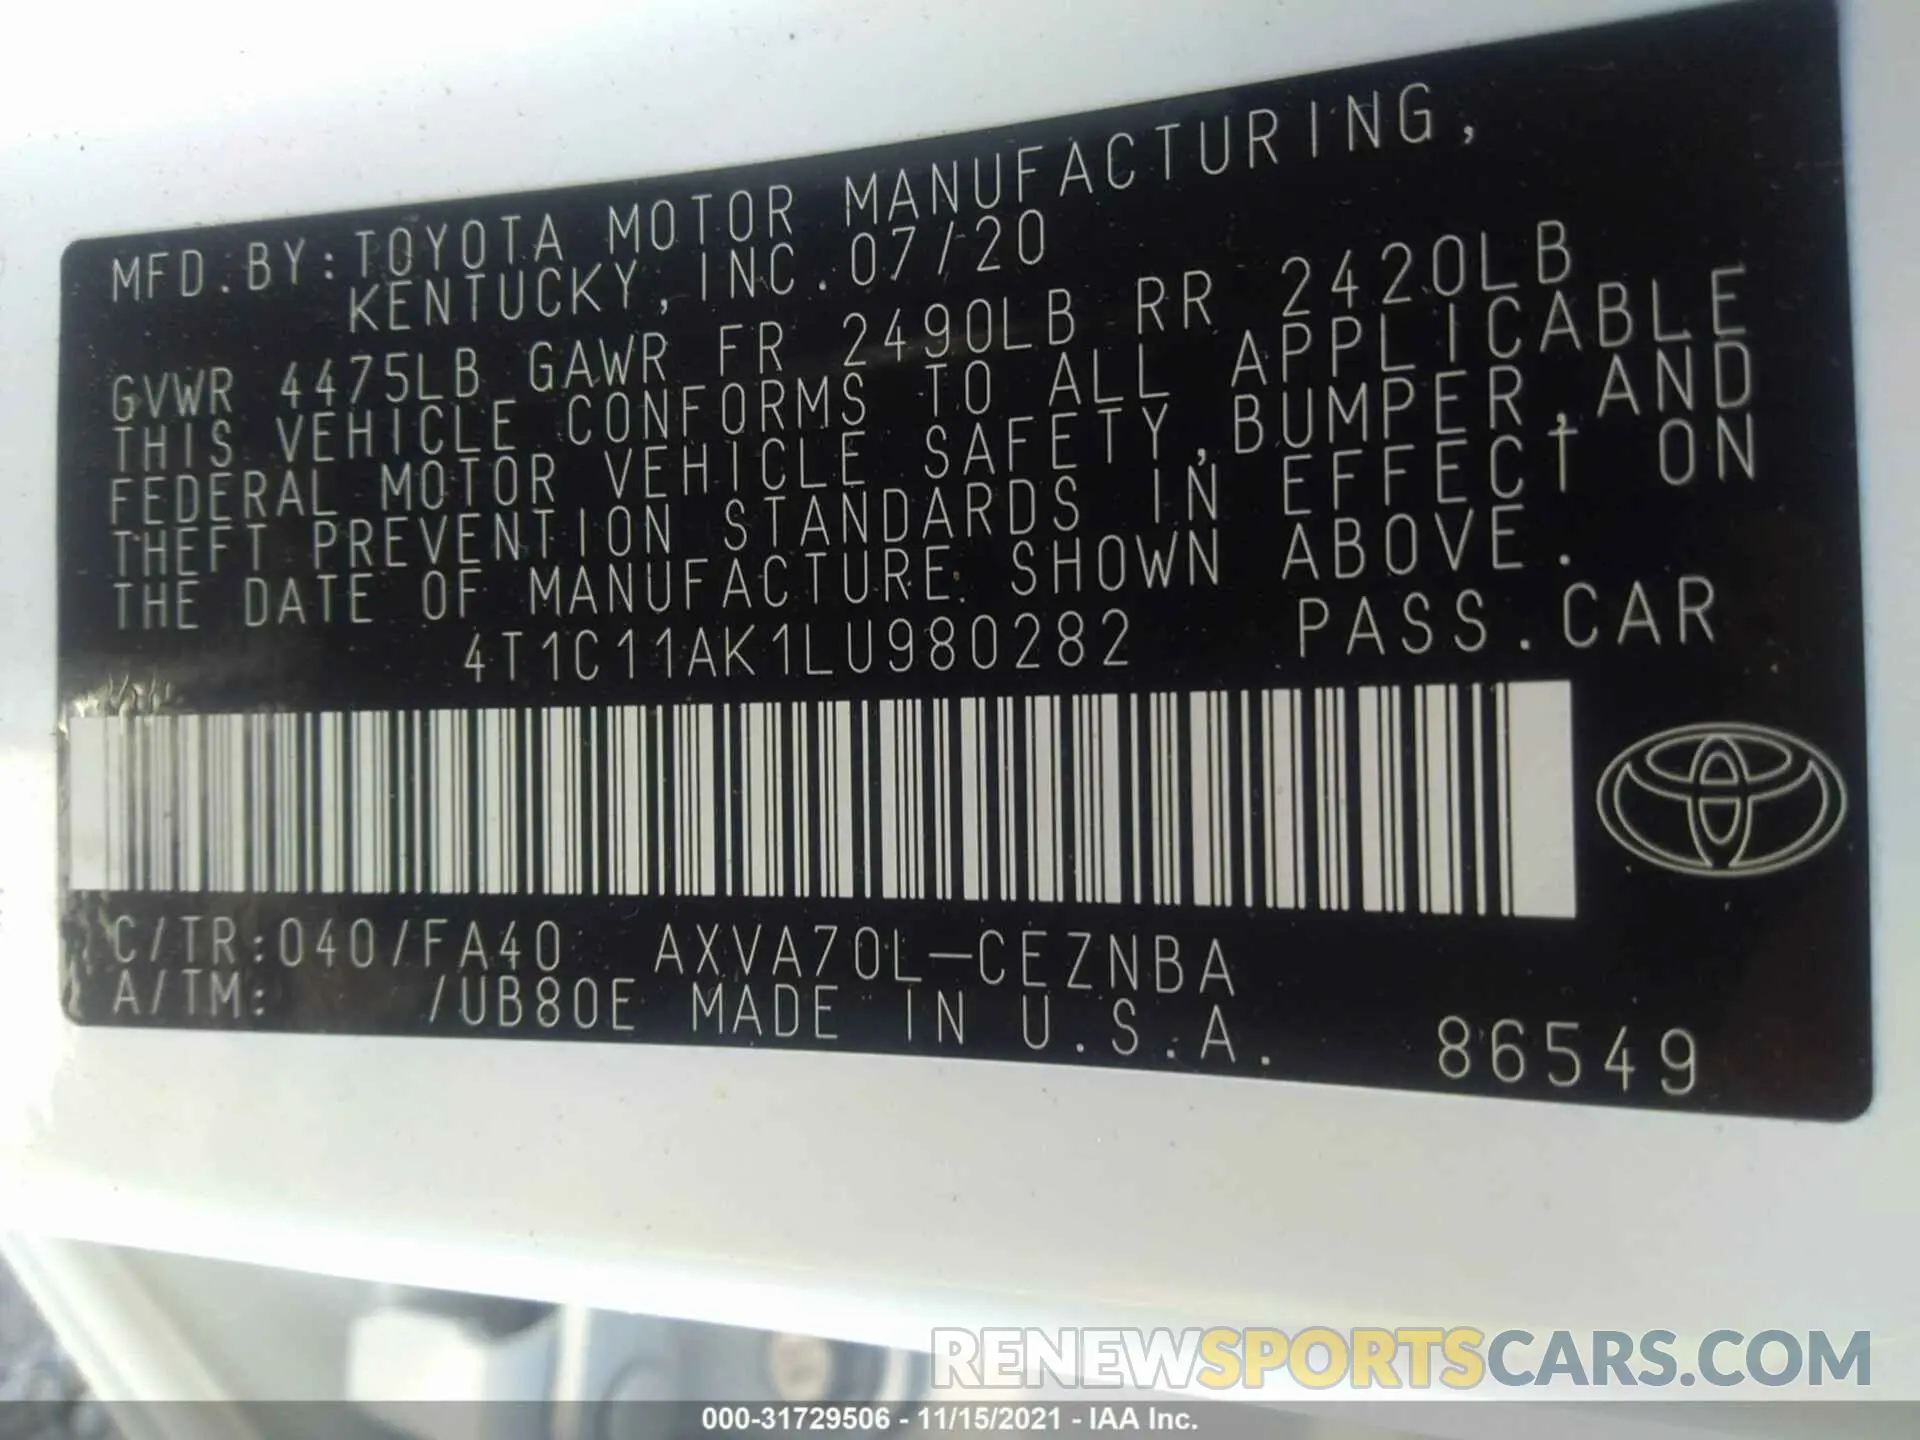 MFD.BY:TOYOTA MOTOR MANUFACTURING,
KENTUCKY, INC. 07/20
GVWR 4475LB GAWR FR 2490LB RR 2420LB
THIS VEHICLE CONFORMS TO ALL APPLICABLE
FEDERAL MOTOR VEHICLE SAFETY, BUMPER, AND
THEFT PREVENTION STANDARDS IN EFFECT ON
THE DATE OF MANUFACTURE SHOWN ABOVE.
4T1C11AK1LU980282 PASS.CAR
C/TR:040/FA40 AXVA70L-CEZNBA
A/TM: /UB80E MADE IN U.S.A.
86549
RENEWSPORTSCARS.COM
000-31729506 - 11/15/2021 - IAA Inc.